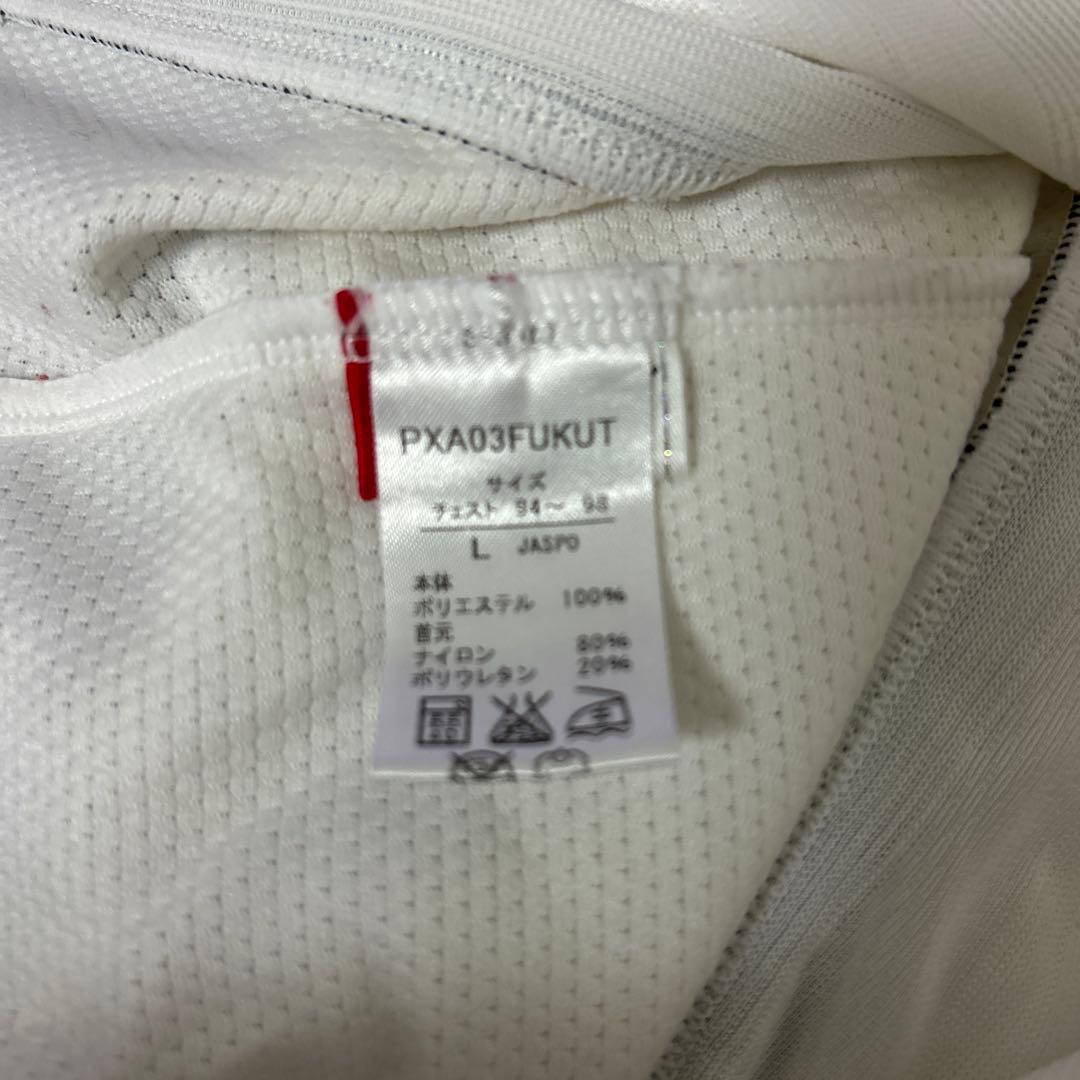 PXA03FUKUT
サイズ
チェスト 94～ 98
L JASPO
本体
ポリエステル 100%
首元
ナイロン 80%
ポリウレタン 20%